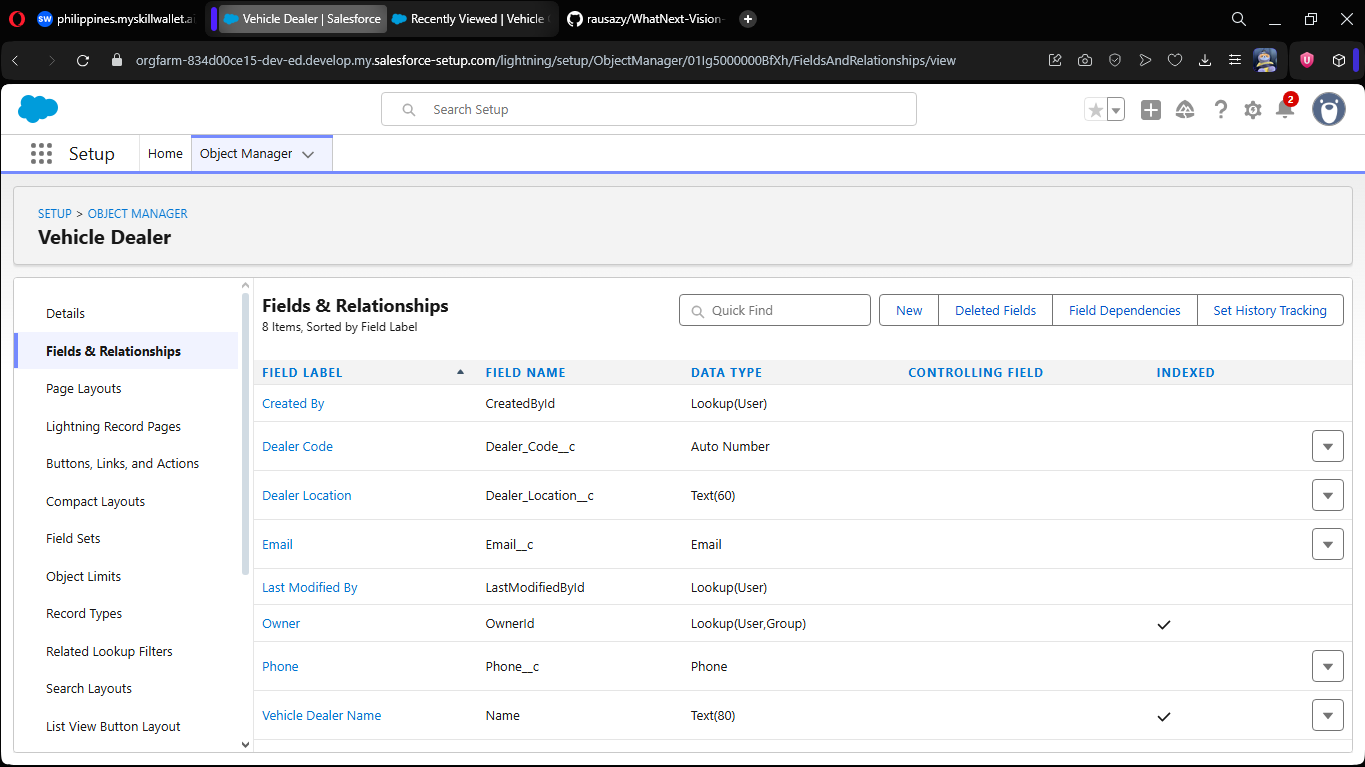 philippines.myskillwallet.a
Vehicle Dealer | Salesforce
Recently Viewed | Vehicle
rausazy/WhatNext-Vision-
orgfarm-834d00ce15-dev-ed.develop.my.salesforce-setup.com/lightning/setup/ObjectManager/01Ig5000000BfXh/FieldsAndRelationships/view
Search Setup
2
Setup
Home
Object Manager
SETUP > OBJECT MANAGER
Vehicle Dealer
Details
Fields & Relationships
Page Layouts
Lightning Record Pages
Buttons, Links, and Actions
Compact Layouts
Field Sets
Object Limits
Record Types
Related Lookup Filters
Search Layouts
List View Button Layout
Fields & Relationships
8 Items, Sorted by Field Label
Quick Find
New
Deleted Fields
Field Dependencies
Set History Tracking
FIELD LABEL FIELD NAME DATA TYPE CONTROLLING FIELD INDEXED
Created By CreatedById Lookup(User)
Dealer Code Dealer_Code__c Auto Number
Dealer Location Dealer_Location__c Text(60)
Email Email__c Email
Last Modified By LastModifiedById Lookup(User)
Owner OwnerId Lookup(User,Group)
Phone Phone__c Phone
Vehicle Dealer Name Name Text(80)